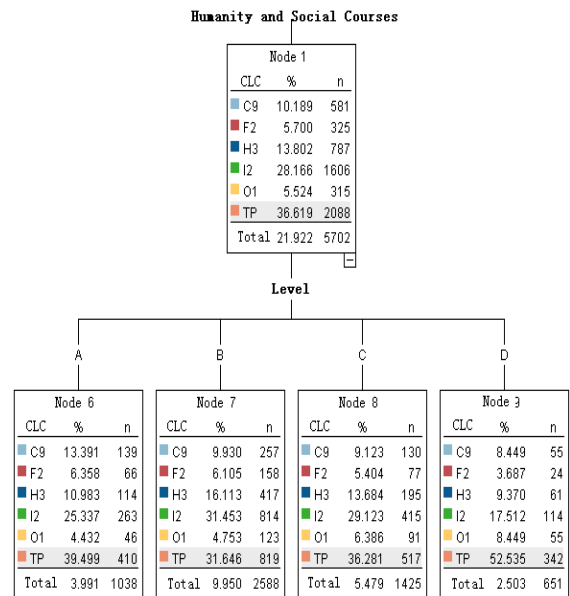 Humanity and Social Courses
Node 1
CLC % n
C9 10.189 581
F2 5.700 325
H3 13.802 787
I2 28.166 1606
O1 5.524 315
TP 36.619 2088
Total 21.922 5702
Level
A B C D
Node 6
CLC % n
C9 13.391 139
F2 6.358 66
H3 10.983 114
I2 25.337 263
O1 4.432 46
TP 39.499 410
Total 3.991 1038
Node 7
CLC % n
C9 9.930 257
F2 6.105 158
H3 16.113 417
I2 31.453 814
O1 4.753 123
TP 31.646 819
Total 9.950 2588
Node 8
CLC % n
C9 9.123 130
F2 5.404 77
H3 13.684 195
I2 29.123 415
O1 6.386 91
TP 36.281 517
Total 5.479 1425
Node 9
CLC % n
C9 8.449 55
F2 3.687 24
H3 9.370 61
I2 17.512 114
O1 8.449 55
TP 52.535 342
Total 2.503 651